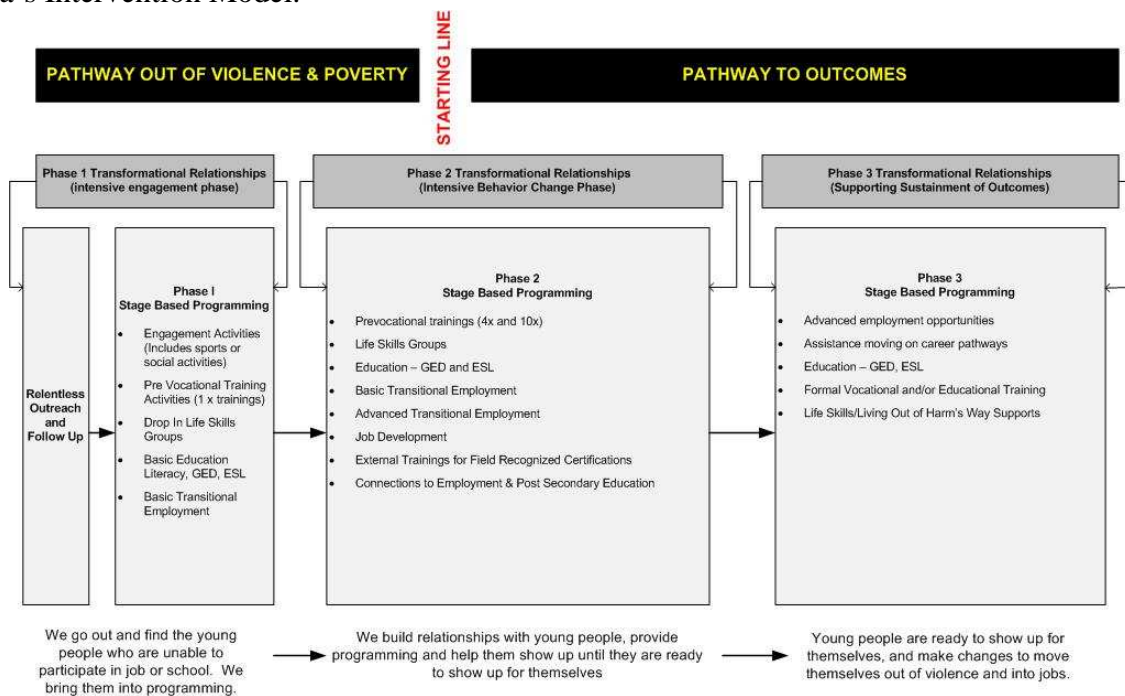 a's Intervention Model.
PATHWAY OUT OF VIOLENCE & POVERTY
STARTING LINE
PATHWAY TO OUTCOMES
Phase 1 Transformational Relationships
(intensive engagement phase)
Phase 2 Transformational Relationships
(Intensive Behavior Change Phase)
Phase 3 Transformational Relationships
(Supporting Sustainment of Outcomes)
Relentless
Outreach
and
Follow Up
Phase I
Stage Based Programming
• Engagement Activities
(Includes sports or
social activities)
• Pre Vocational Training
Activities (1 x trainings)
• Drop In Life Skills
Groups
• Basic Education
Literacy, GED, ESL
• Basic Transitional
Employment
Phase 2
Stage Based Programming
• Prevocational trainings (4x and 10x)
• Life Skills Groups
• Education – GED and ESL
• Basic Transitional Employment
• Advanced Transitional Employment
• Job Development
• External Trainings for Field Recognized Certifications
• Connections to Employment & Post Secondary Education
Phase 3
Stage Based Programming
• Advanced employment opportunities
• Assistance moving on career pathways
• Education – GED, ESL
• Formal Vocational and/or Educational Training
• Life Skills/Living Out of Harm's Way Supports
We go out and find the young
people who are unable to
participate in job or school. We
bring them into programming.
We build relationships with young people, provide
programming and help them show up until they are ready
to show up for themselves
Young people are ready to show up for
themselves, and make changes to move
themselves out of violence and into jobs.